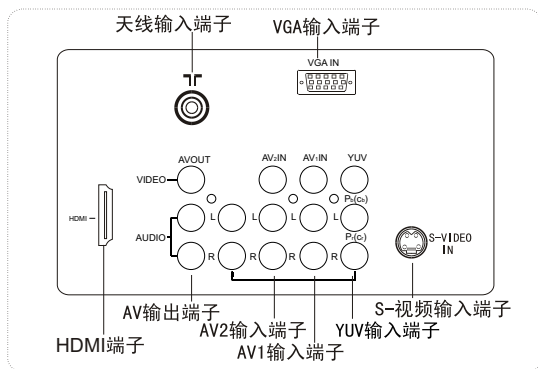 天线输入端子
VGA输入端子
VGA IN
AVOUT
AV2IN
AV1IN
YUV
VIDEO
Pb(Cb)
HDMI
L
L
L
L
AUDIO
Pr(Cr)
S-VIDEO
IN
R
R
R
R
AV输出端子
S-视频输入端子
AV2输入端子
YUV输入端子
HDMI端子
AV1输入端子